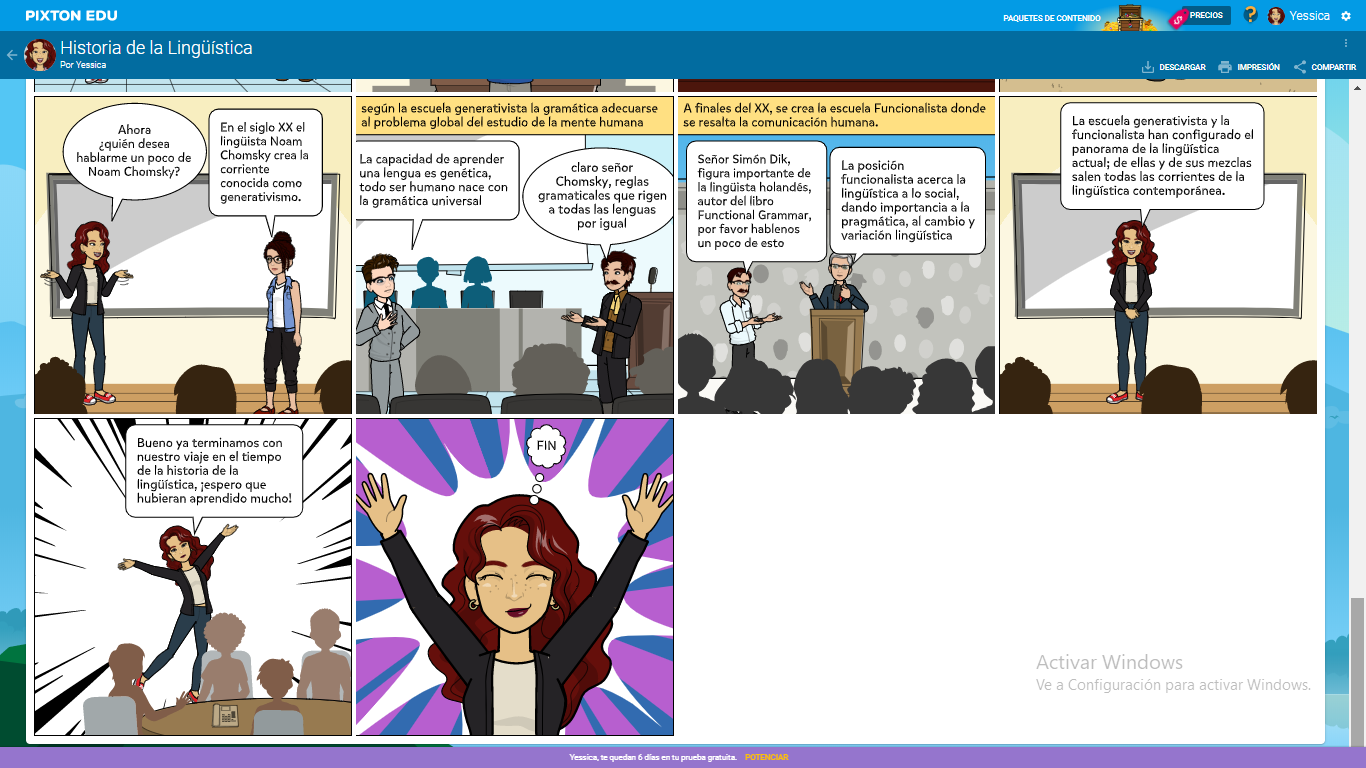 PIXTON EDU
PAQUETES DE CONTENIDO
PRECIOS
?
Yessica
Historia de la Lingüística
Por Yessica
DESCARGAR
IMPRESIÓN
COMPARTIR
Ahora
¿quién desea
hablarme un poco de
Noam Chomsky?
En el siglo XX el
lingüista Noam
Chomsky crea la
corriente
conocida como
generativismo.
según la escuela generativista la gramática adecuarse
al problema global del estudio de la mente humana
La capacidad de aprender
una lengua es genética,
todo ser humano nace con
la gramática universal
claro señor
Chomsky, reglas
gramaticales que rigen
a todas las lenguas
por igual
A finales del XX, se crea la escuela Funcionalista donde
se resalta la comunicación humana.
Señor Simón Dik,
figura importante de
la lingüista holandés,
autor del libro
Functional Grammar,
por favor hablenos
un poco de esto
La posición
funcionalista acerca la
lingüística a lo social,
dando importancia a la
pragmática, al cambio y
variación lingüística
La escuela generativista y la
funcionalista han configurado el
panorama de la lingüística
actual; de ellas y de sus mezclas
salen todas las corrientes de la
lingüística contemporánea.
Bueno ya terminamos con
nuestro viaje en el tiempo
de la historia de la
lingüística, ¡espero que
hubieran aprendido mucho!
FIN
Activar Windows
Ve a Configuración para activar Windows.
Yessica, te quedan 6 días en tu prueba gratuita. POTENCIAR